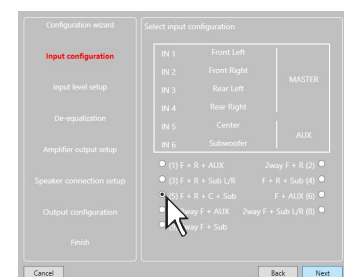 Configuration wizard
Input configuration
Input level setup
De-equalization
Amplifier output setup
Speaker connection setup
Output configuration
Finish
Select input configuration
IN 1 Front Left
IN 2 Front Right
IN 3 Rear Left
IN 4 Rear Right
MASTER
IN 5 Center
IN 6 Subwoofer
AUX
(1) F + R + AUX 2way F + R (2)
(3) F + R + Sub L/R F + R + Sub (4)
(5) F + R + C + Sub F + AUX (6)
way F + AUX 2way F + Sub L/R (8)
way F + Sub
Cancel Back Next